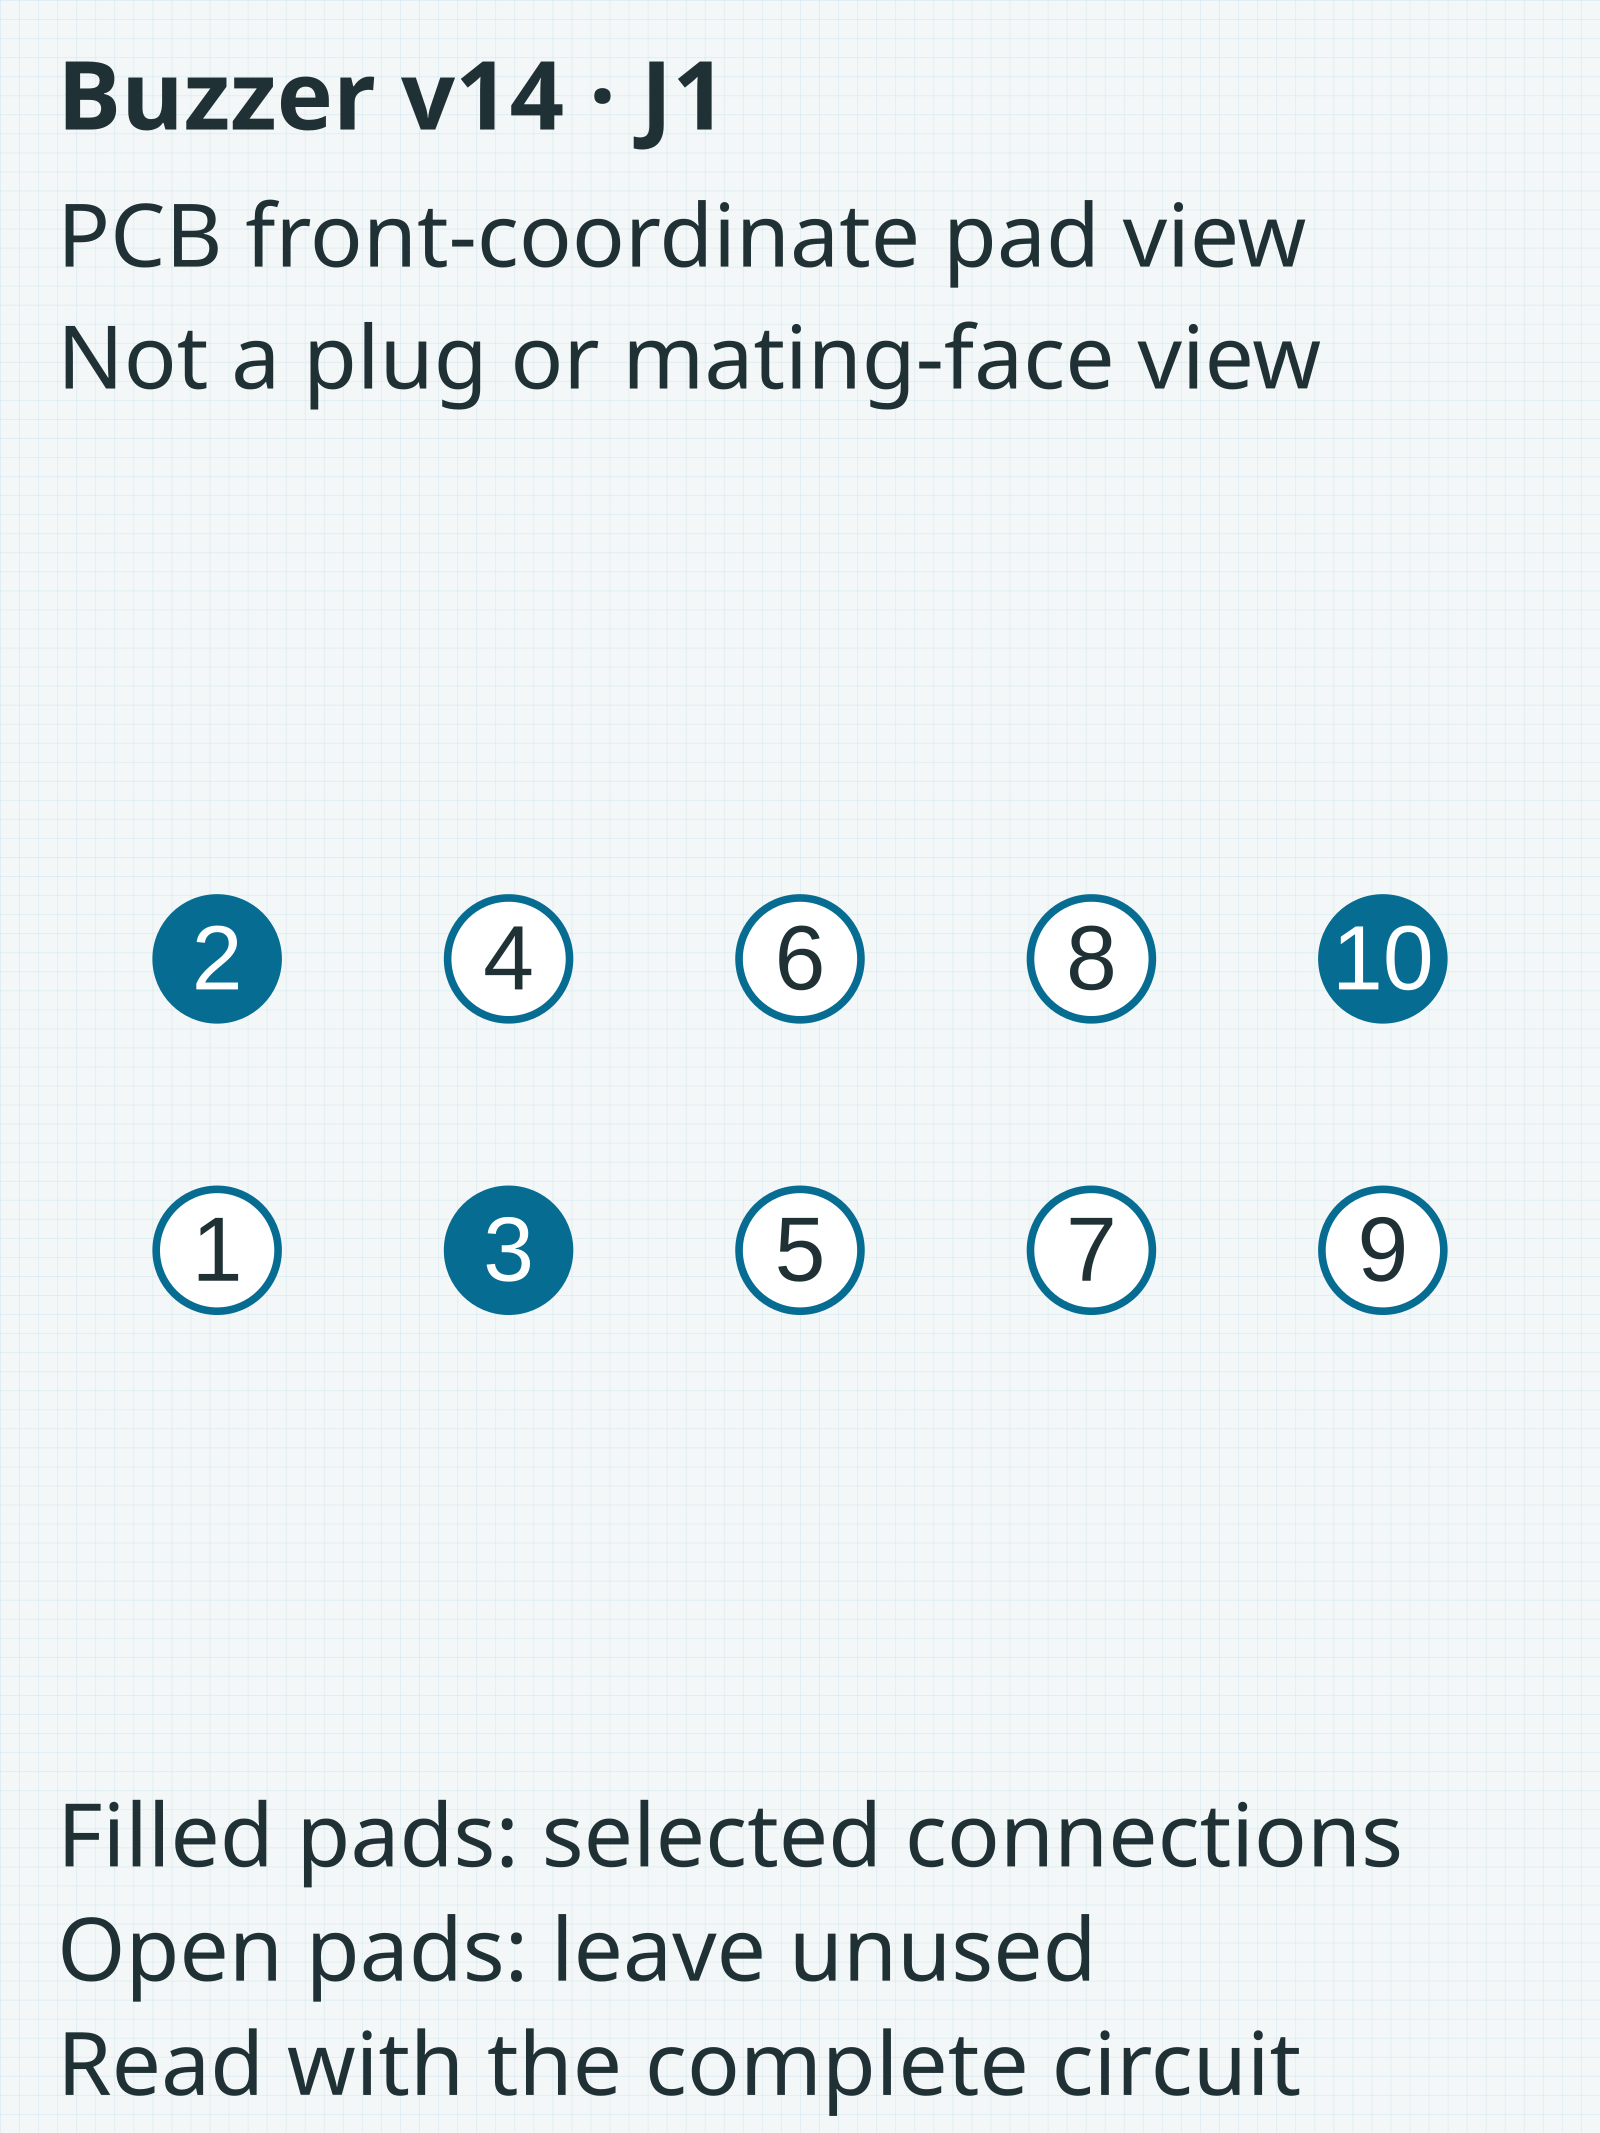 Buzzer v14 · J1
PCB front-coordinate pad view
Not a plug or mating-face view
2 4 6 8 10
1 3 5 7 9
Filled pads: selected connections
Open pads: leave unused
Read with the complete circuit